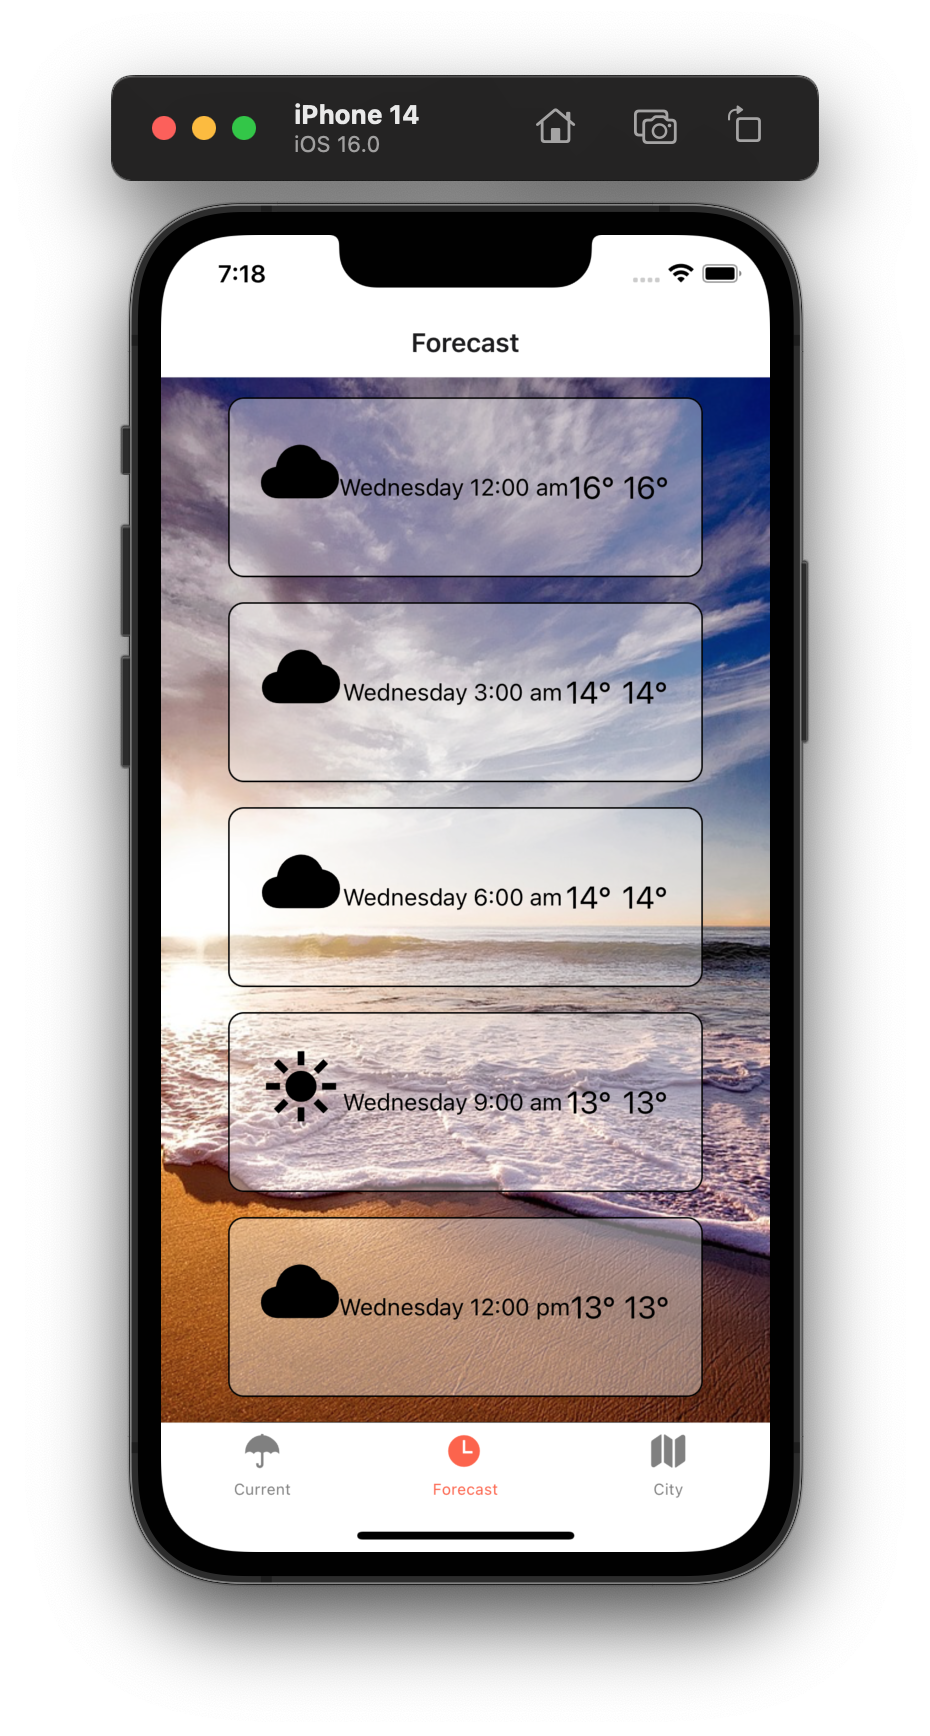 iPhone 14
iOS 16.0
7:18
Forecast
Wednesday 12:00 am 16° 16°
Wednesday 3:00 am 14° 14°
Wednesday 6:00 am 14° 14°
Wednesday 9:00 am 13° 13°
Wednesday 12:00 pm 13° 13°
Current Forecast City